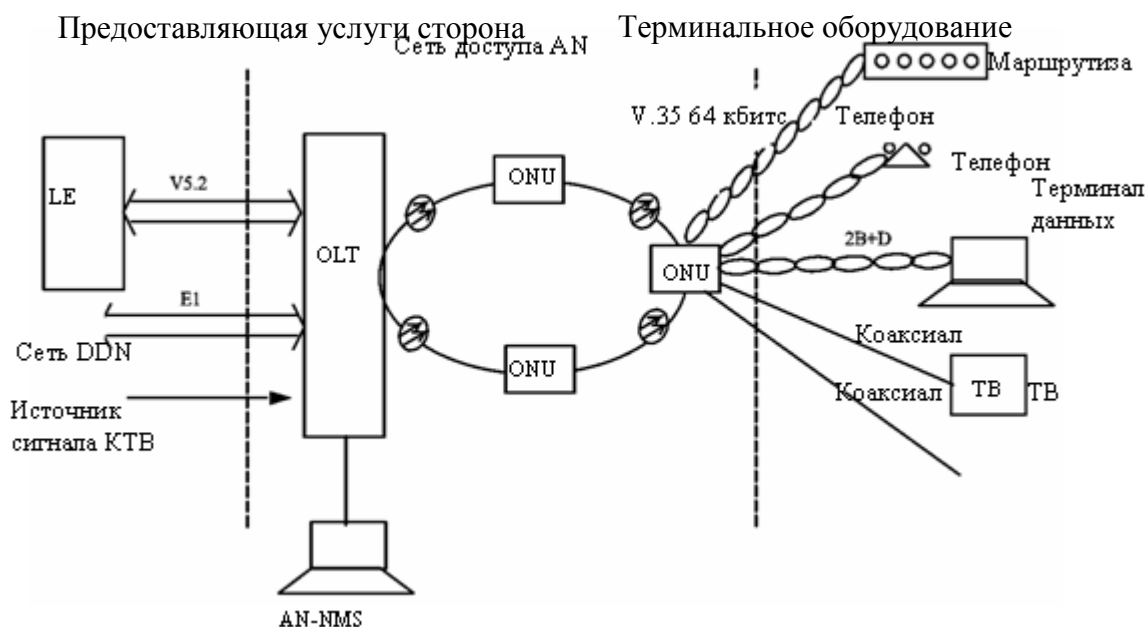 Предоставляющая услуги сторона
Терминальное оборудование
Сеть доступа AN
Маршрутиза
V.35 64 кбитс
Телефон
Телефон
Терминал
данных
LE
V5.2
OLT
ONU
ONU
ONU
2B+D
E1
Сеть DDN
Источник
сигнала КТВ
Коаксиал
Коаксиал
ТВ
ТВ
AN-NMS